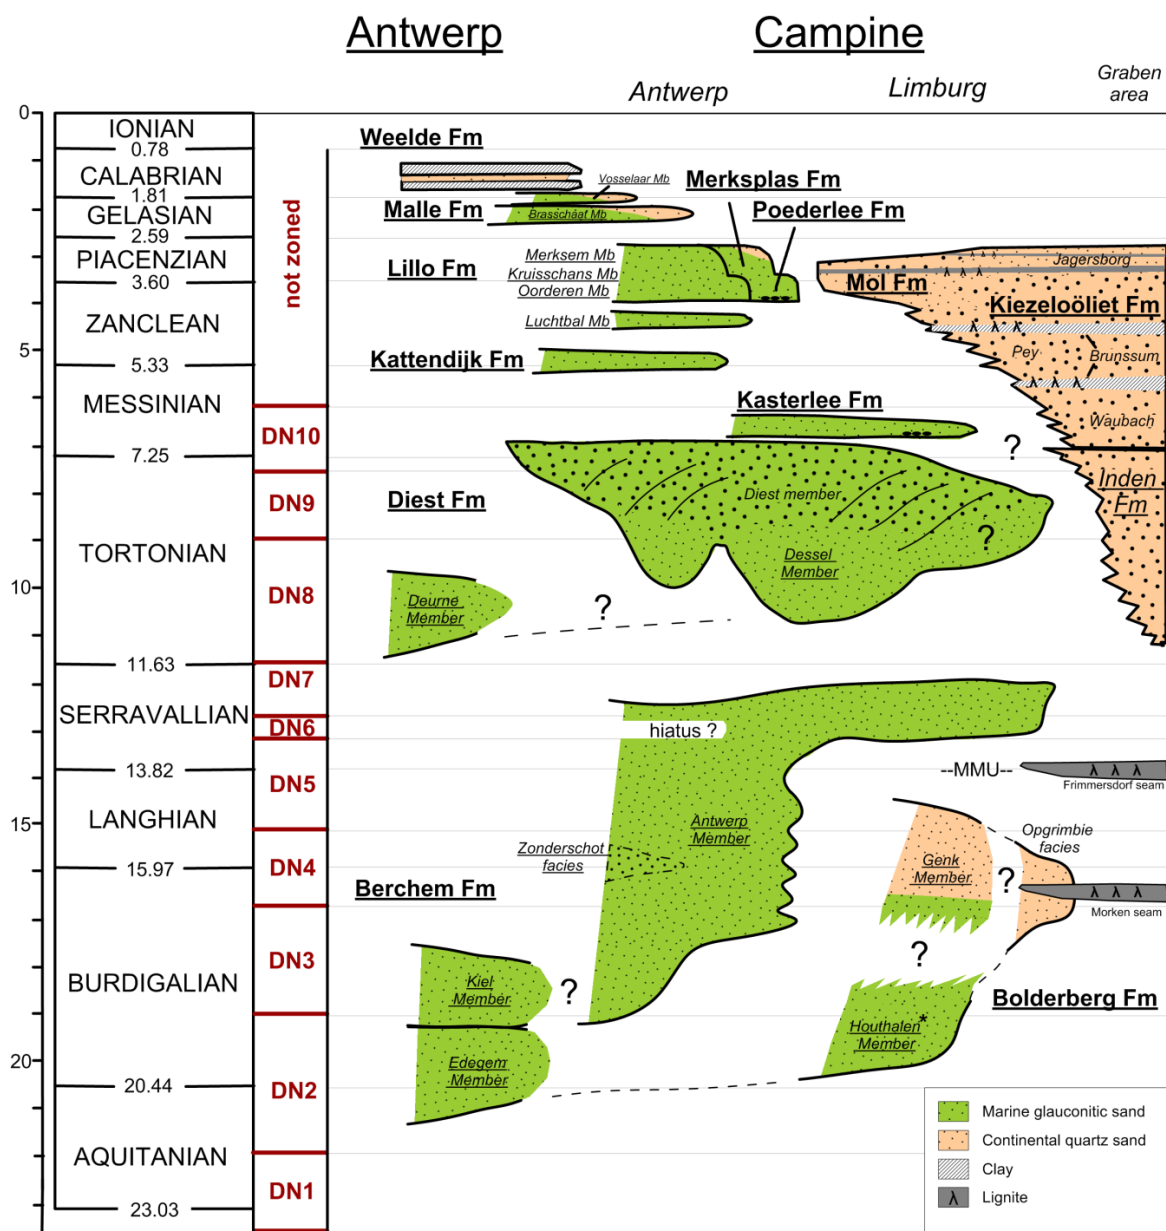 Antwerp
Campine
Antwerp
Limburg
Graben
area
0
IONIAN
0.78
CALABRIAN
1.81
GELASIAN
2.59
PIACENZIAN
3.60
ZANCLEAN
5
5.33
MESSINIAN
7.25
TORTONIAN
10
11.63
SERRAVALLIAN
13.82
LANGHIAN
15
15.97
BURDIGALIAN
20
20.44
AQUITANIAN
23.03
not zoned
DN10
DN9
DN8
DN7
DN6
DN5
DN4
DN3
DN2
DN1
Weelde Fm
Vosselaar Mb
Malle Fm
Brasschaat Mb
Merksplas Fm
Poederlee Fm
Lillo Fm
Merksem Mb
Kruisschans Mb
Oorderen Mb
Luchtbal Mb
Jagersborg
Mol Fm
Kiezeloöliet Fm
Pey
Brunssum
Kattendijk Fm
Kasterlee Fm
Waubach
?
Inden
Fm
Diest Fm
Diest member
Dessel
Member
?
Deurne
Member
?
hiatus ?
--MMU--
λ λ λ
Frimmersdorf seam
Antwerp
Member
Zonderschot
facies
Opgrimbie
facies
Genk
Member
?
λ λ λ
Morken seam
Berchem Fm
Kiel
Member
?
?
Bolderberg Fm
Houthalen*
Member
Edegem
Member
Marine glauconitic sand
Continental quartz sand
Clay
λ Lignite